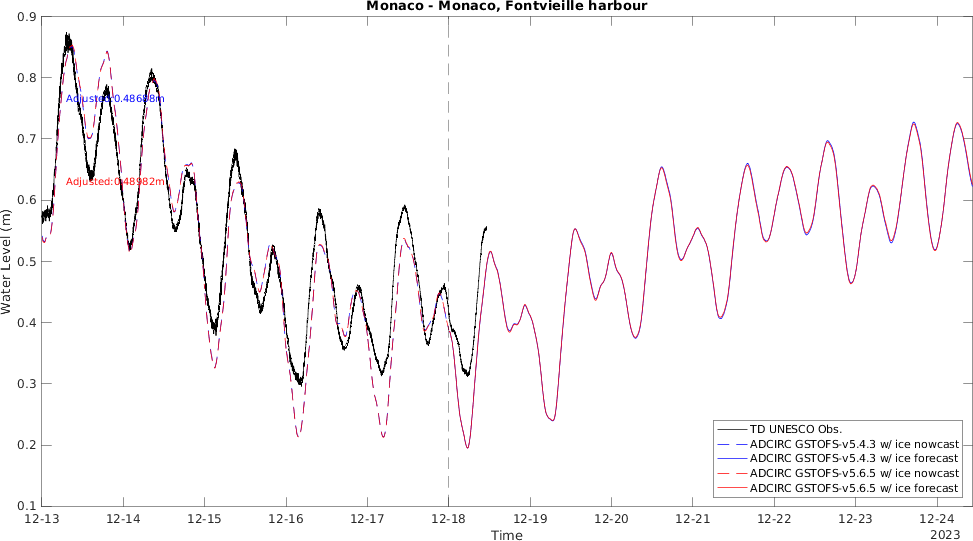 Monaco - Monaco, Fontvieille harbour
0.9
0.8
Adjusted:0.48688m
0.7
Adjusted:0.48982m
0.6
0.5
Water Level (m)
0.4
0.3
0.2
0.1
TD UNESCO Obs.
ADCIRC GSTOFS-v5.4.3 w/ ice nowcast
ADCIRC GSTOFS-v5.4.3 w/ ice forecast
ADCIRC GSTOFS-v5.6.5 w/ ice nowcast
ADCIRC GSTOFS-v5.6.5 w/ ice forecast
12-13 12-14 12-15 12-16 12-17 12-18 12-19 12-20 12-21 12-22 12-23 12-24
Time
2023